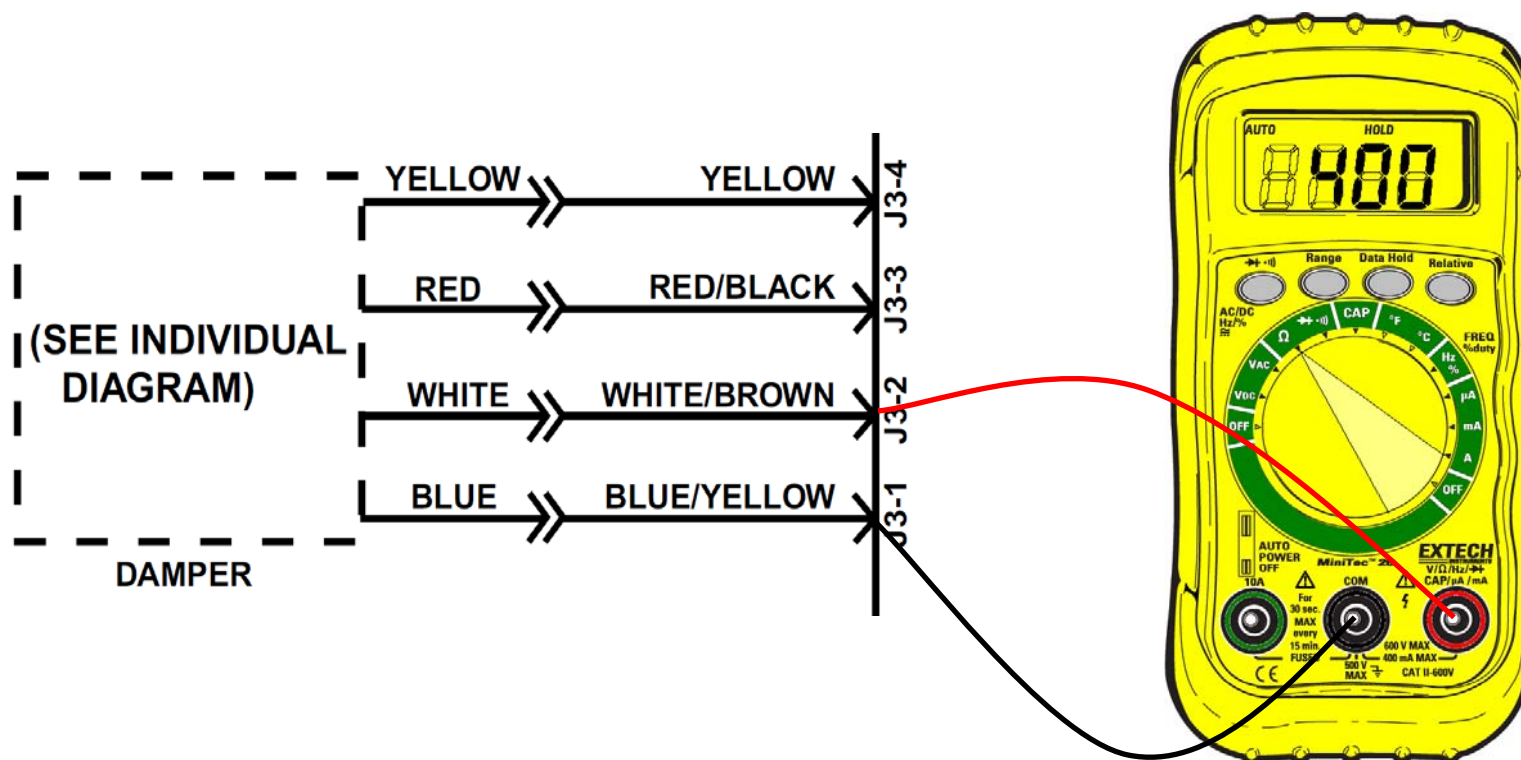 YELLOW YELLOW J3-4
RED RED/BLACK J3-3
(SEE INDIVIDUAL
DIAGRAM)
WHITE WHITE/BROWN J3-2
BLUE BLUE/YELLOW J3-1
DAMPER
AUTO HOLD
400
Range Data Hold Relative
AC/DC
Hz/%
Ω CAP °F °C
FREQ
%duty
VAC Hz
%
VDC µA
OFF mA
A
OFF
AUTO
POWER
OFF
MiniTec™
EXTECH
INSTRUMENTS
V/Ω/Hz/
10A COM CAP/µA/mA
For
30 sec.
MAX
every
15 min.
FUSED
600 V MAX
400 mA MAX
500 V
MAX
CAT II-600V
CE